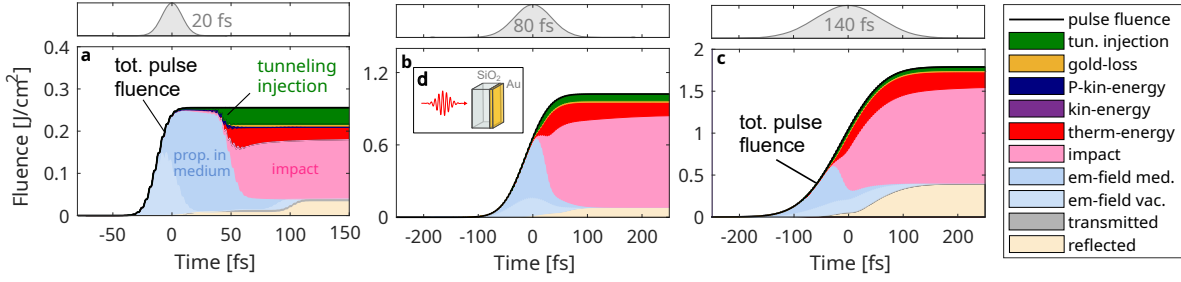 20 fs
80 fs
140 fs
a
tot. pulse
fluence
tunneling
injection
prop. in
medium
impact
0.4
0.3
0.2
0.1
0
Fluence [J/cm²]
-50
0
50
100
150
Time [fs]
b
d
SiO₂
Au
1.2
0.6
0
-200
-100
0
100
200
Time [fs]
c
tot. pulse
fluence
2
1.5
1
0.5
0
-200
-100
0
100
200
Time [fs]
pulse fluence
tun. injection
gold-loss
P-kin-energy
kin-energy
therm-energy
impact
em-field med.
em-field vac.
transmitted
reflected